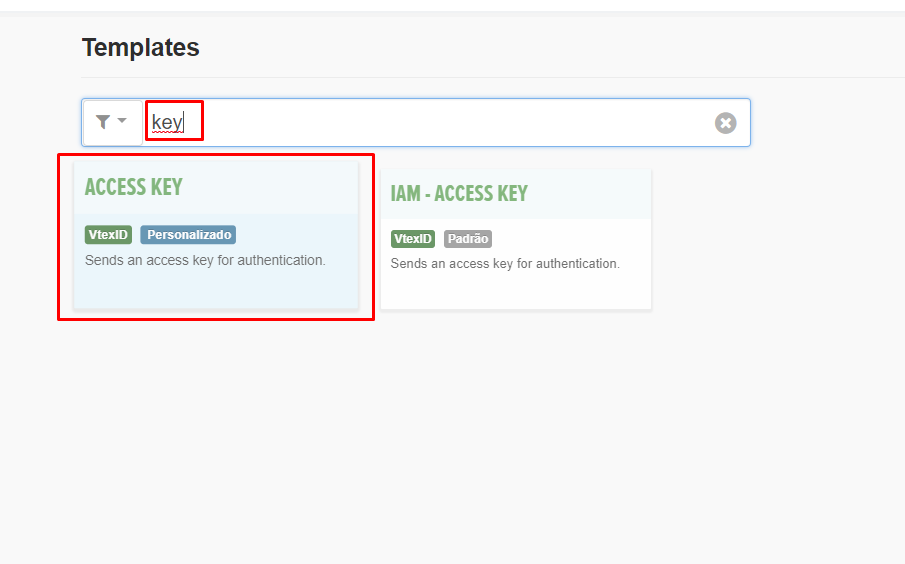 Templates
key
ACCESS KEY
VtexID Personalizado
Sends an access key for authentication.
IAM - ACCESS KEY
VtexID Padrão
Sends an access key for authentication.